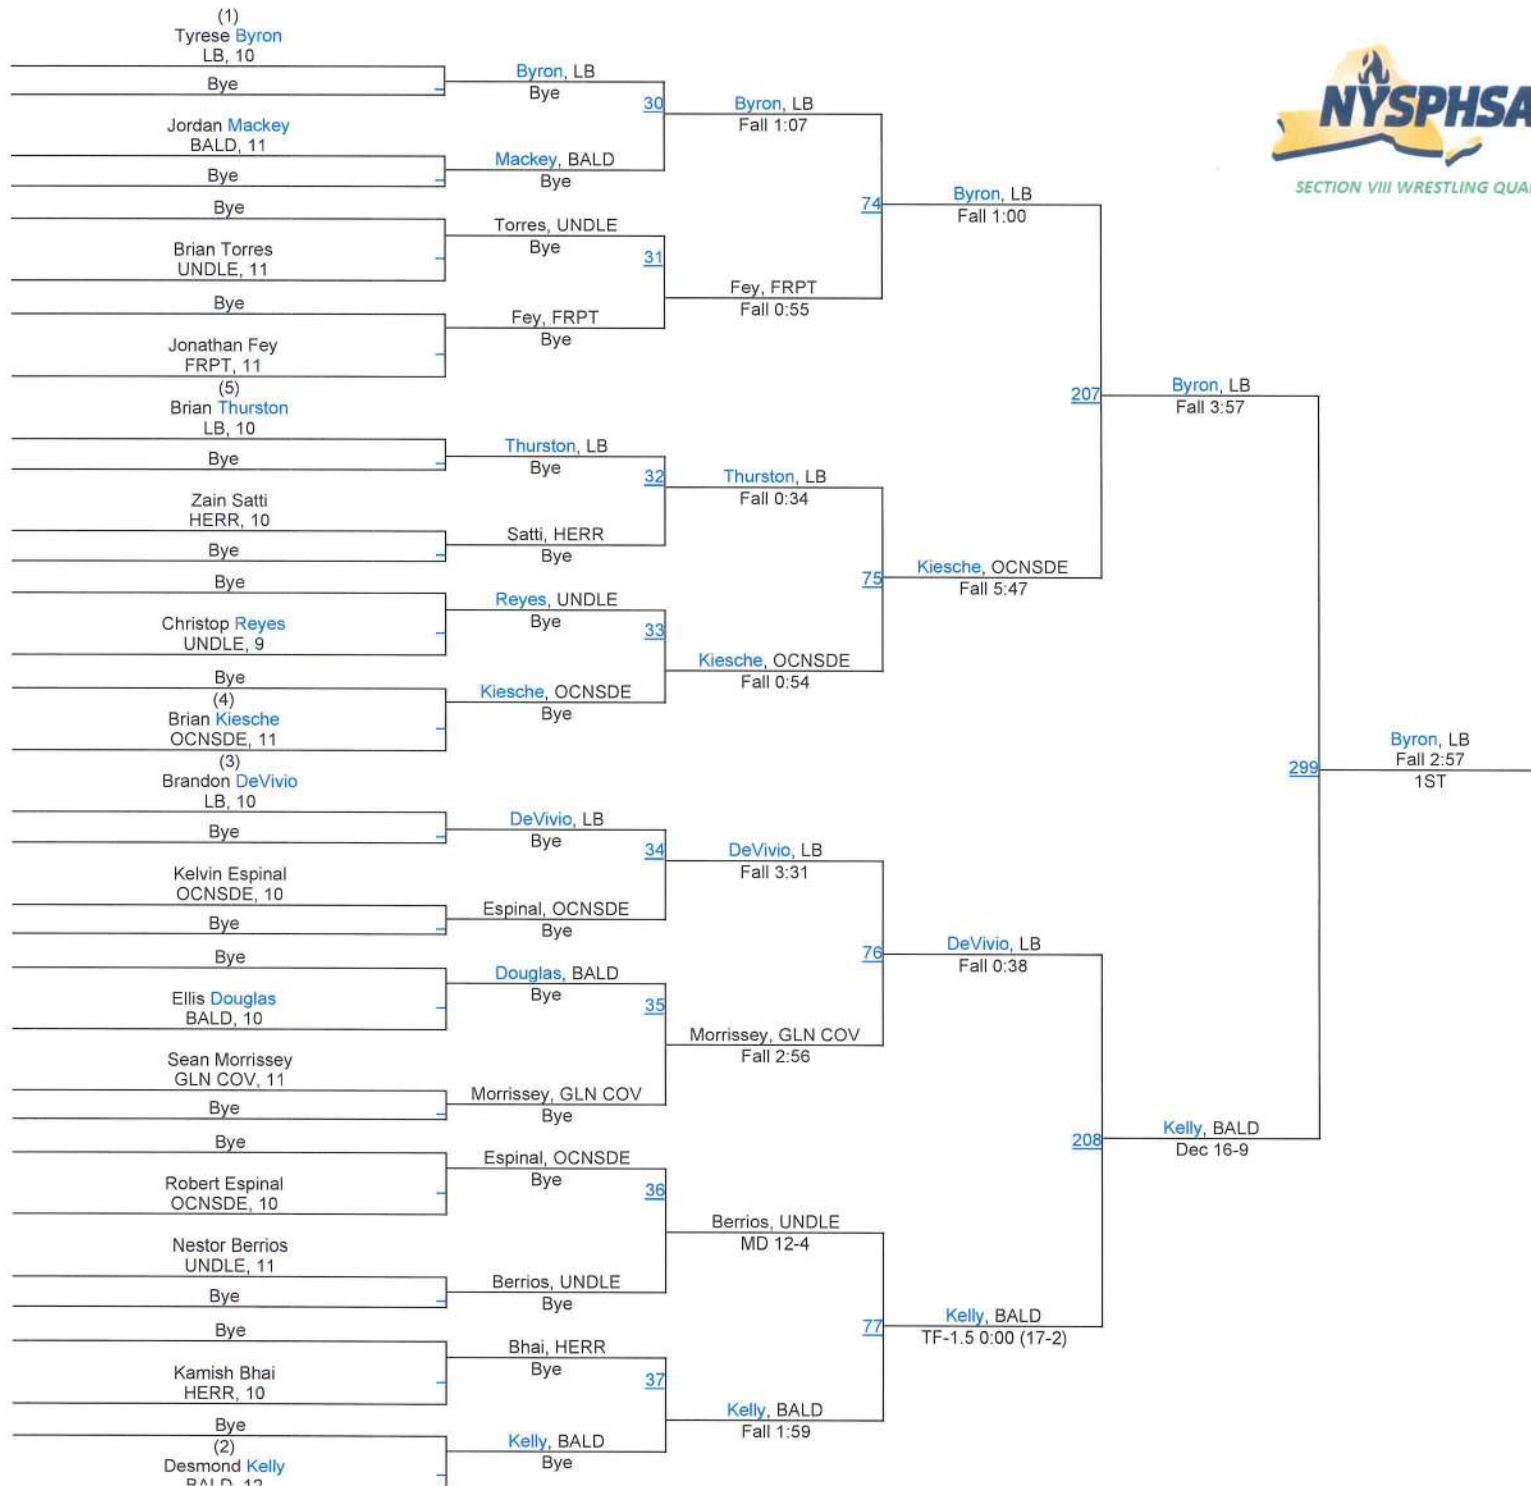 (1)
Tyrese Byron
LB, 10
Bye
Jordan Mackey
BALD, 11
Bye
Bye
Brian Torres
UNDLE, 11
Bye
Jonathan Fey
FRPT, 11
(5)
Brian Thurston
LB, 10
Bye
Zain Satti
HERR, 10
Bye
Bye
Christop Reyes
UNDLE, 9
Bye
(4)
Brian Kiesche
OCNSDE, 11
(3)
Brandon DeVivio
LB, 10
Bye
Kelvin Espinal
OCNSDE, 10
Bye
Bye
Ellis Douglas
BALD, 10
Sean Morrissey
GLN COV, 11
Bye
Bye
Robert Espinal
OCNSDE, 10
Nestor Berrios
UNDLE, 11
Bye
Bye
Kamish Bhai
HERR, 10
Bye
(2)
Desmond Kelly
BALD, 12
Byron, LB
Bye
Mackey, BALD
Bye
Torres, UNDLE
Bye
Fey, FRPT
Bye
Thurston, LB
Bye
Satti, HERR
Bye
Reyes, UNDLE
Bye
Kiesche, OCNSDE
Bye
DeVivio, LB
Bye
Espinal, OCNSDE
Bye
Douglas, BALD
Bye
Morrissey, GLN COV
Bye
Espinal, OCNSDE
Bye
Berrios, UNDLE
Bye
Bhai, HERR
Bye
Kelly, BALD
Bye
30
31
32
33
34
35
36
37
Byron, LB
Fall 1:07
Fey, FRPT
Fall 0:55
Thurston, LB
Fall 0:34
Kiesche, OCNSDE
Fall 0:54
DeVivio, LB
Fall 3:31
Morrissey, GLN COV
Fall 2:56
Berrios, UNDLE
MD 12-4
Kelly, BALD
Fall 1:59
74
75
76
77
Byron, LB
Fall 1:00
Kiesche, OCNSDE
Fall 5:47
DeVivio, LB
Fall 0:38
Kelly, BALD
TF-1.5 0:00 (17-2)
207
208
Byron, LB
Fall 3:57
Kelly, BALD
Dec 16-9
299
Byron, LB
Fall 2:57
1ST
NYSPHSA
SECTION VIII WRESTLING QUA